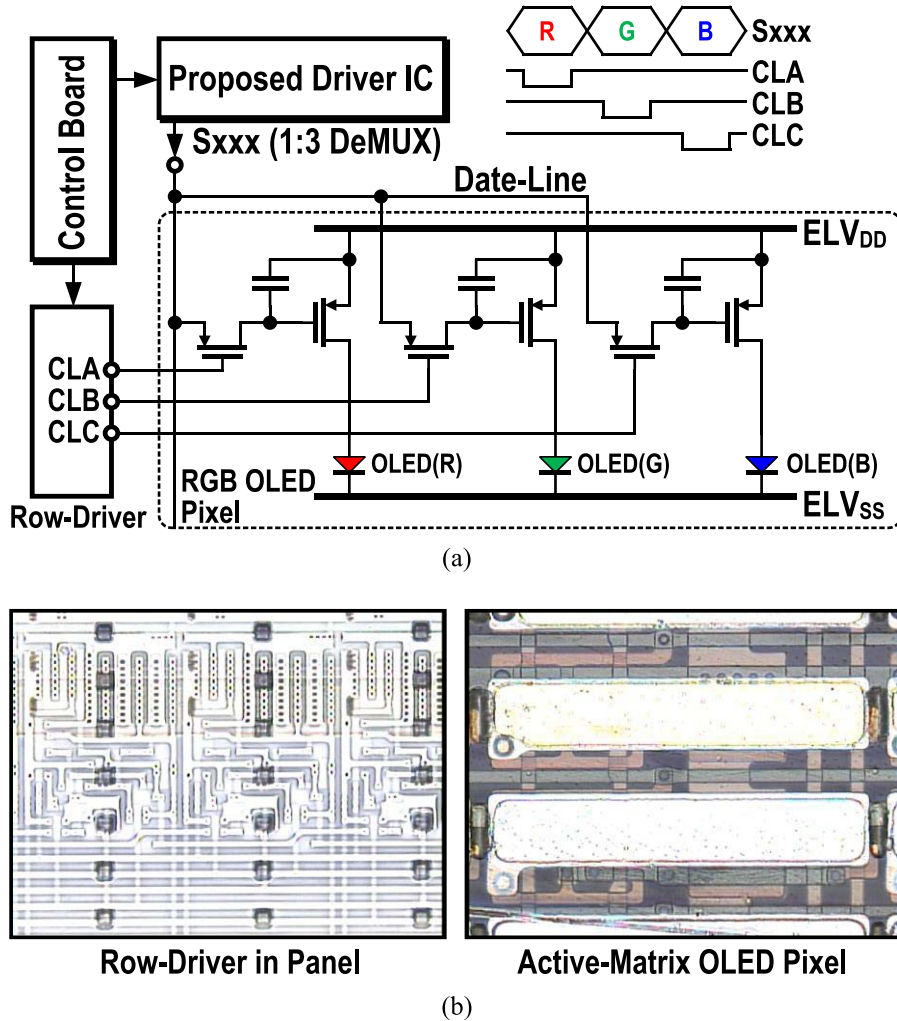 R G B Sxxx
CLA
CLB
CLC
Control Board
Proposed Driver IC
Sxxx (1:3 DeMUX)
Date-Line
ELVDD
CLA
CLB
CLC
Row-Driver
OLED(R)
OLED(G)
OLED(B)
RGB OLED
Pixel
ELVSS
(a)
Row-Driver in Panel
Active-Matrix OLED Pixel
(b)